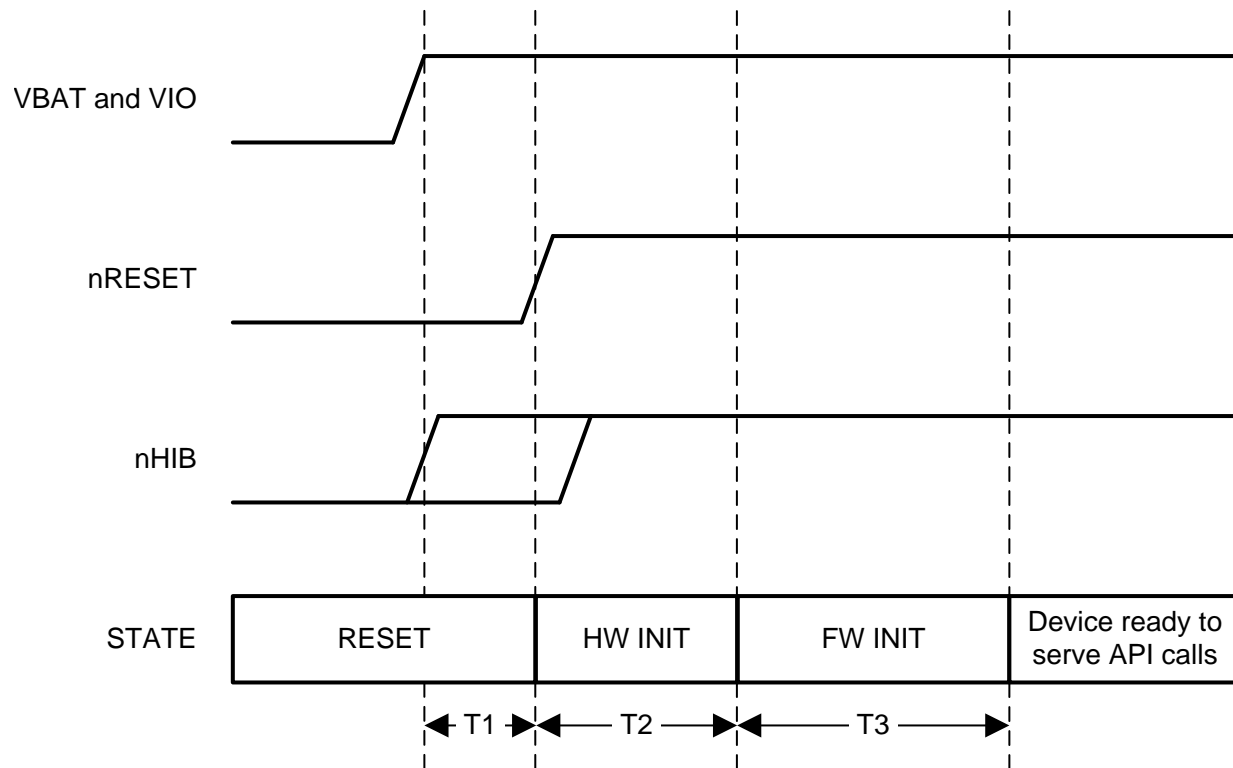 VBAT and VIO
nRESET
nHIB
STATE
RESET
HW INIT
FW INIT
Device ready to
serve API calls
T1
T2
T3